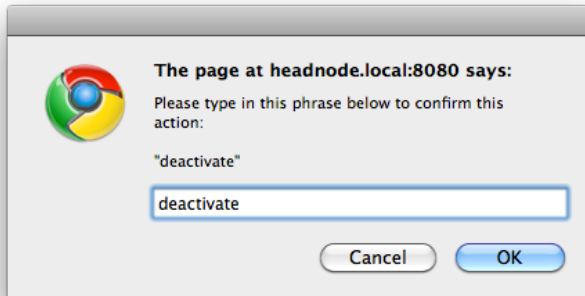 The page at headnode.local:8080 says:
Please type in this phrase below to confirm this
action:
"deactivate"
deactivate
Cancel
OK